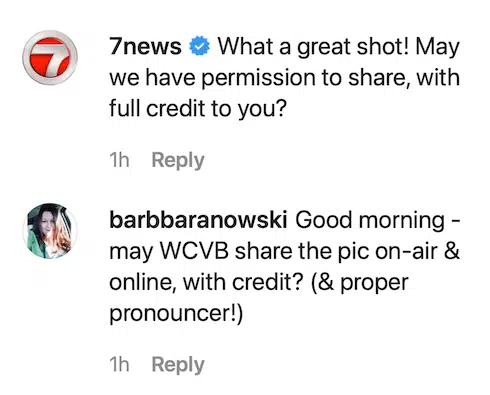 7
7news What a great shot! May
we have permission to share, with
full credit to you?
1h Reply
barbbaranowski Good morning -
may WCVB share the pic on-air &
online, with credit? (& proper
pronouncer!)
1h Reply